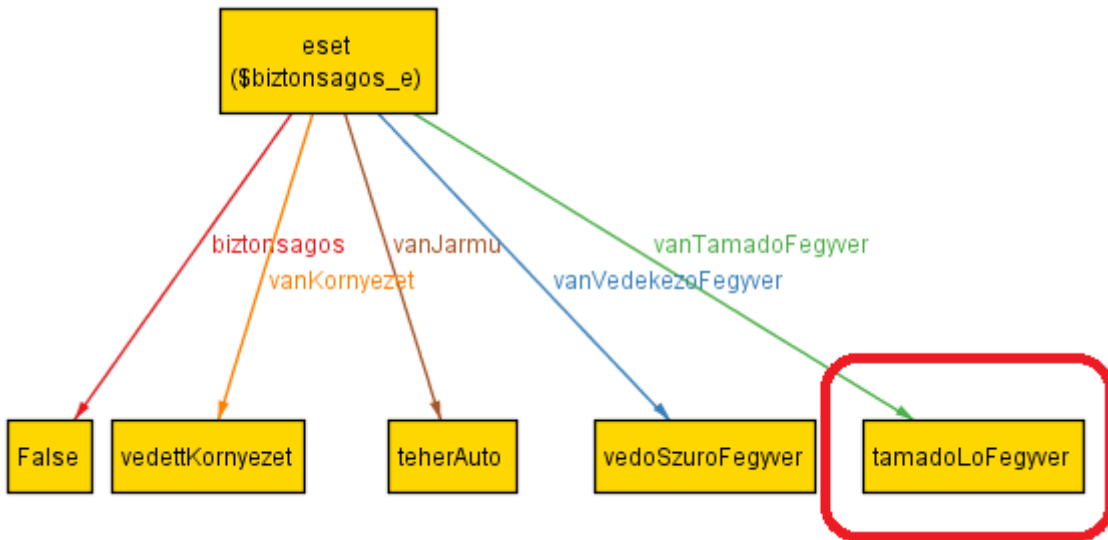 eset
($biztonsagos_e)
biztonsagos
vanJarmu
vanTamadoFegyver
vanKornyezet
vanVedekezoFegyver
False
vedettKornyezet
teherAuto
vedoSzuroFegyver
tamadoLoFegyver